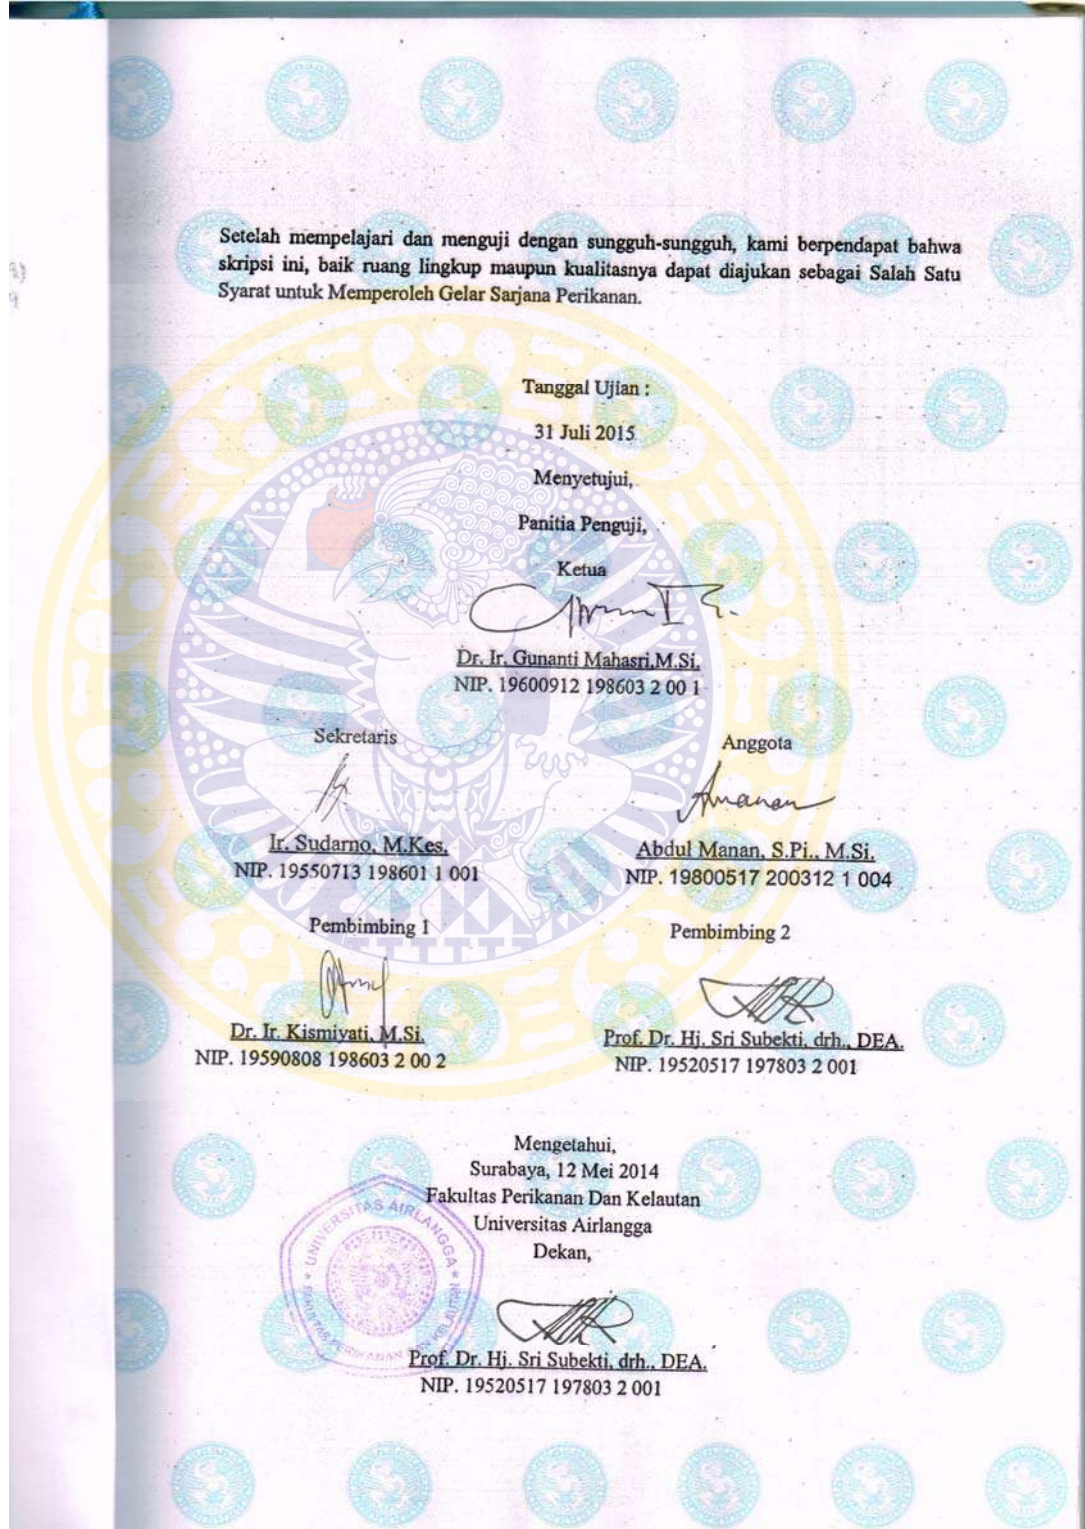 Setelah mempelajari dan menguji dengan sungguh-sungguh, kami berpendapat bahwa
skripsi ini, baik ruang lingkup maupun kualitasnya dapat diajukan sebagai Salah Satu
Syarat untuk Memperoleh Gelar Sarjana Perikanan.
Tanggal Ujian :
31 Juli 2015
Menyetujui,
Panitia Penguji,
Ketua
Dr. Ir. Gunanti Mahasri,M.Si.
NIP. 19600912 198603 2 00 1
Sekretaris
Anggota
Amanan
Ir. Sudarno, M.Kes.
NIP. 19550713 198601 1 001
Abdul Manan, S.Pi., M.Si.
NIP. 19800517 200312 1 004
Pembimbing 1
Pembimbing 2
Dr. Ir. Kismiyati, M.Si.
NIP. 19590808 198603 2 00 2
Prof. Dr. Hj. Sri Subekti, drh., DEA.
NIP. 19520517 197803 2 001
Mengetahui,
Surabaya, 12 Mei 2014
Fakultas Perikanan Dan Kelautan
Universitas Airlangga
Dekan,
UNIVERSITAS AIRLANGGA
FAKULTAS PERIKANAN DAN KELAUTAN
Prof. Dr. Hj. Sri Subekti, drh., DEA.
NIP. 19520517 197803 2 001